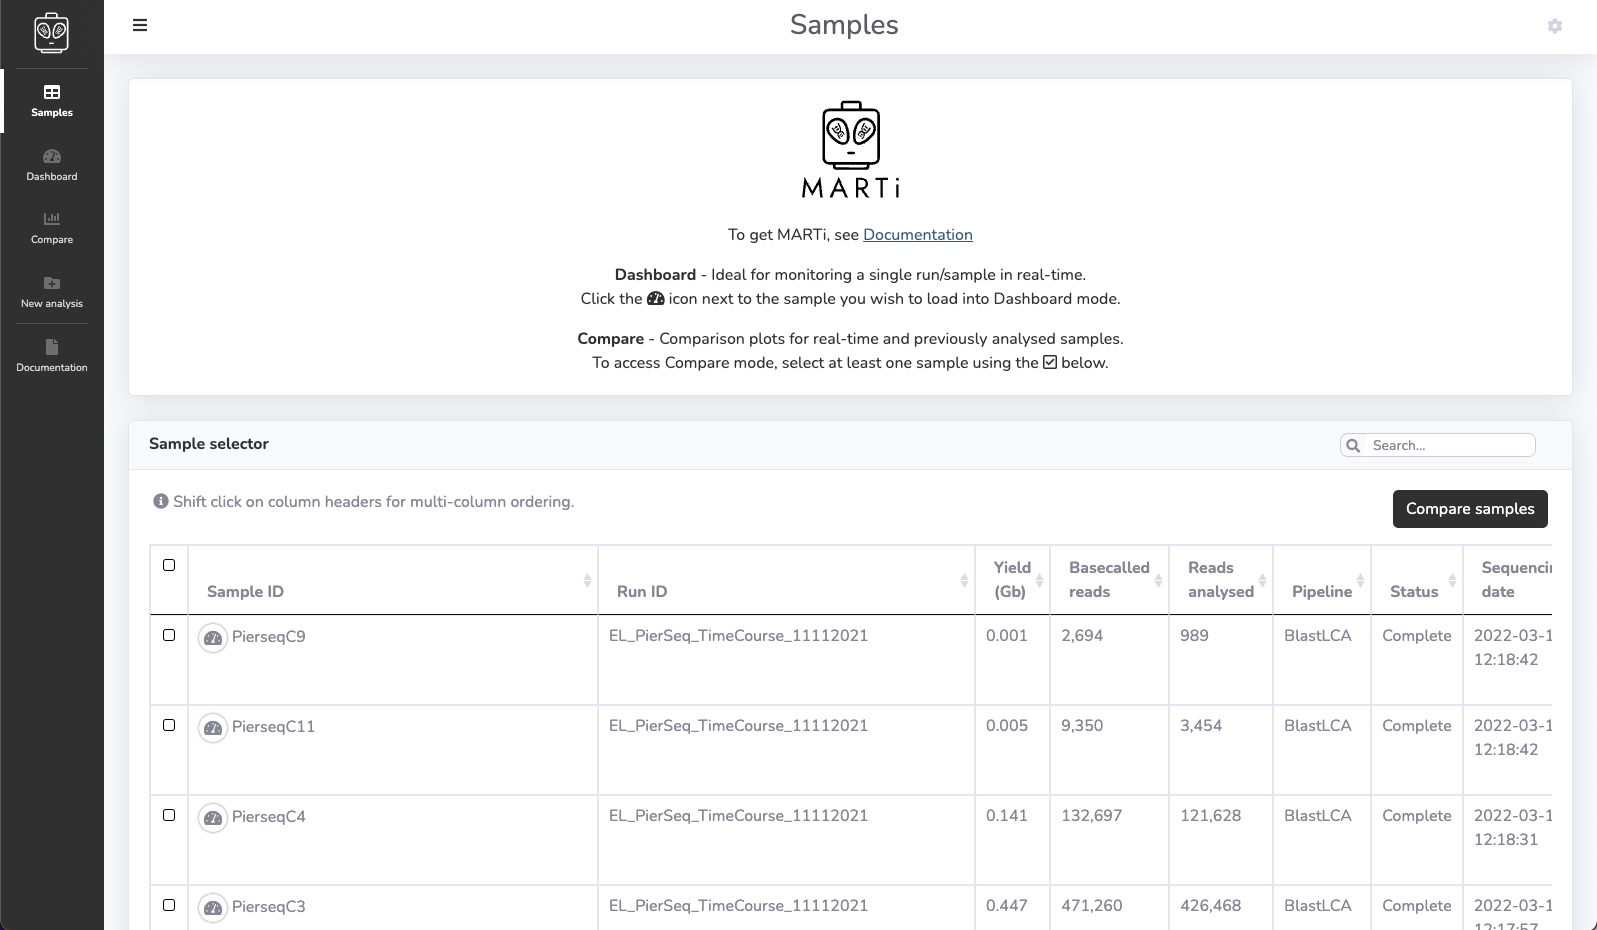 Samples
Samples
Dashboard
Compare
New analysis
Documentation
MARTi
To get MARTi, see Documentation
Dashboard - Ideal for monitoring a single run/sample in real-time.
Click the icon next to the sample you wish to load into Dashboard mode.
Compare - Comparison plots for real-time and previously analysed samples.
To access Compare mode, select at least one sample using the below.
Sample selector
Search...
Shift click on column headers for multi-column ordering.
Compare samples
Sample ID Run ID Yield (Gb) Basecalled reads Reads analysed Pipeline Status Sequencin date
PierseqC9 EL_PierSeq_TimeCourse_11112021 0.001 2,694 989 BlastLCA Complete 2022-03-1
12:18:42
PierseqC11 EL_PierSeq_TimeCourse_11112021 0.005 9,350 3,454 BlastLCA Complete 2022-03-1
12:18:42
PierseqC4 EL_PierSeq_TimeCourse_11112021 0.141 132,697 121,628 BlastLCA Complete 2022-03-1
12:18:31
PierseqC3 EL_PierSeq_TimeCourse_11112021 0.447 471,260 426,468 BlastLCA Complete 2022-03-1
12:17:57